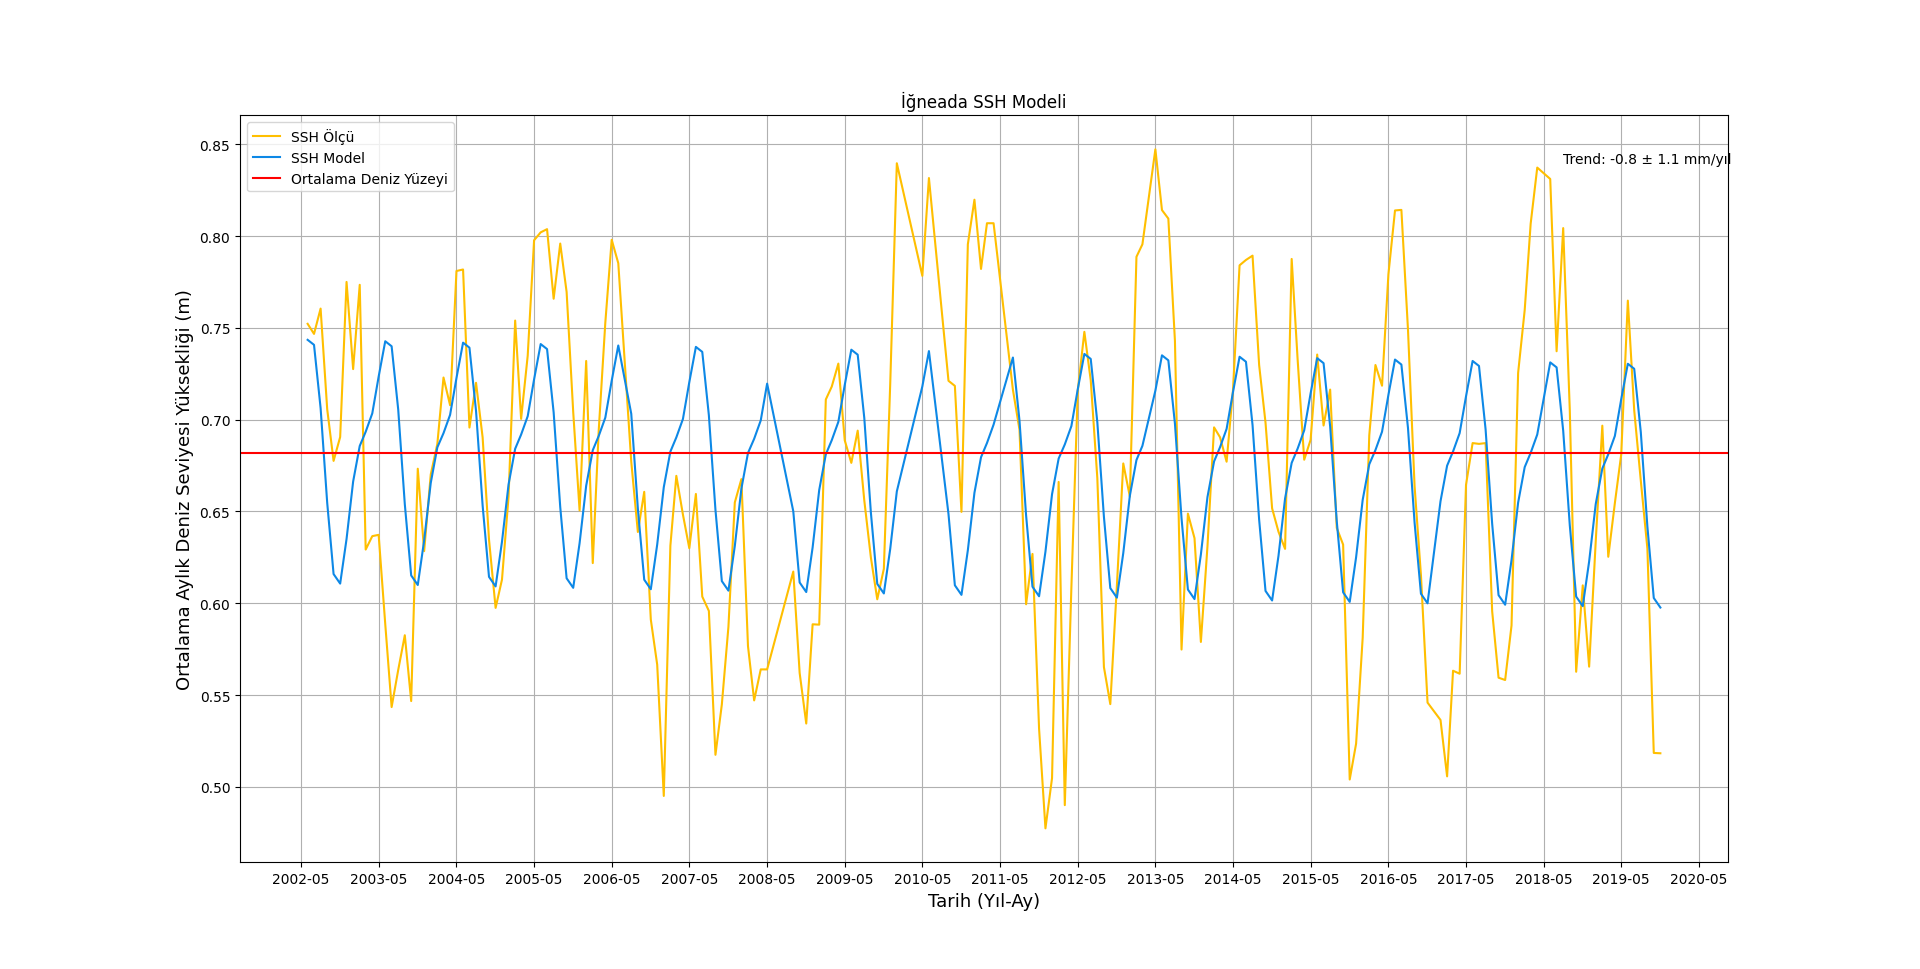 İğneada SSH Modeli
SSH Ölçü
SSH Model
Ortalama Deniz Yüzeyi
Trend: -0.8 ± 1.1 mm/yıl
Ortalama Aylık Deniz Seviyesi Yüksekliği (m)
0.85
0.80
0.75
0.70
0.65
0.60
0.55
0.50
2002-05 2003-05 2004-05 2005-05 2006-05 2007-05 2008-05 2009-05 2010-05 2011-05 2012-05 2013-05 2014-05 2015-05 2016-05 2017-05 2018-05 2019-05 2020-05
Tarih (Yıl-Ay)